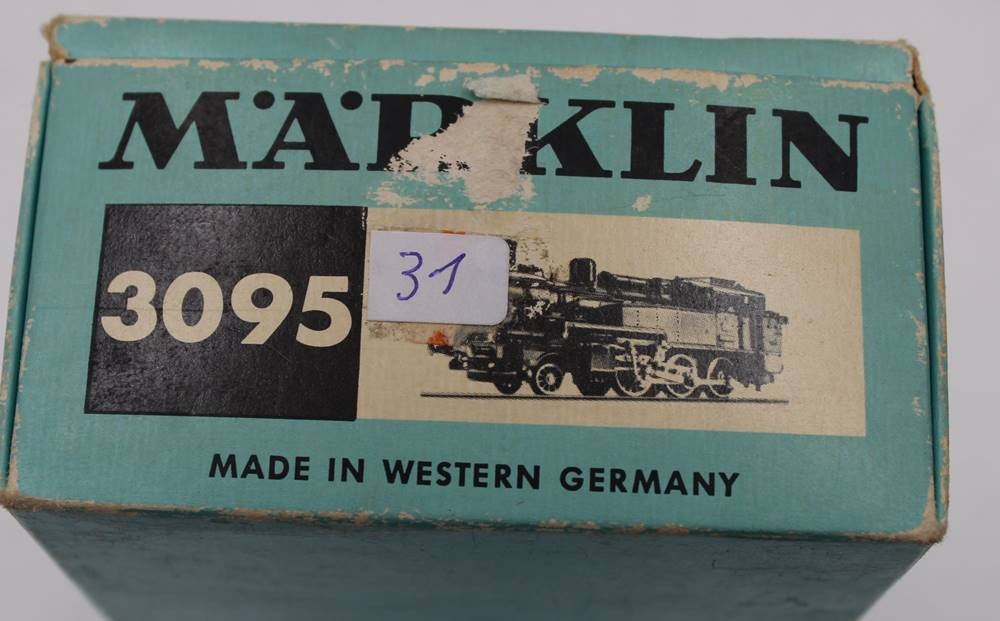 MÄRKLIN
3095
31
MADE IN WESTERN GERMANY